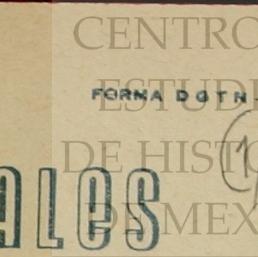 CENTRO
ESTUDI
FORMA DGTN-
DE HISTO
ALES
DE MEX